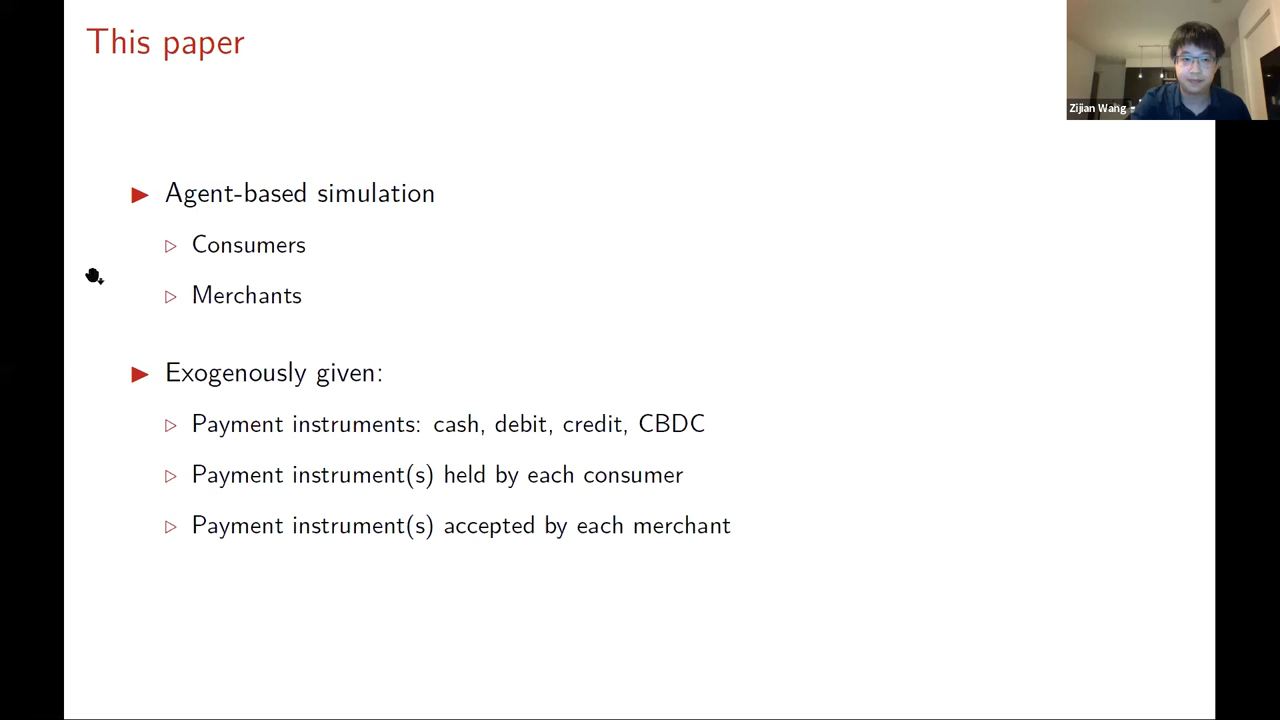 This paper
Zijian Wang -
Agent-based simulation
Consumers
Merchants
Exogenously given:
Payment instruments: cash, debit, credit, CBDC
Payment instrument(s) held by each consumer
Payment instrument(s) accepted by each merchant